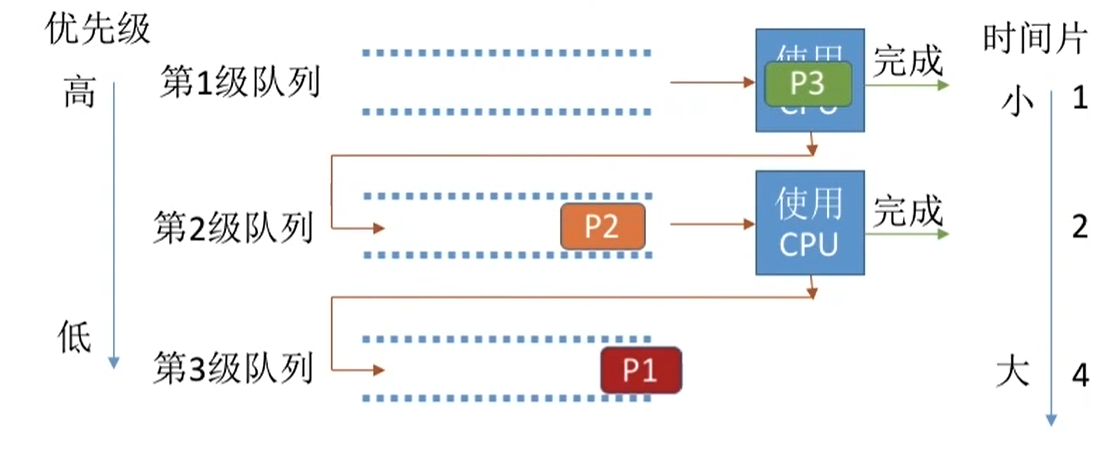 优先级
时间片
高
第1级队列
使用
P3
完成
小
1
第2级队列
P2
使用
CPU
完成
2
低
第3级队列
P1
大
4